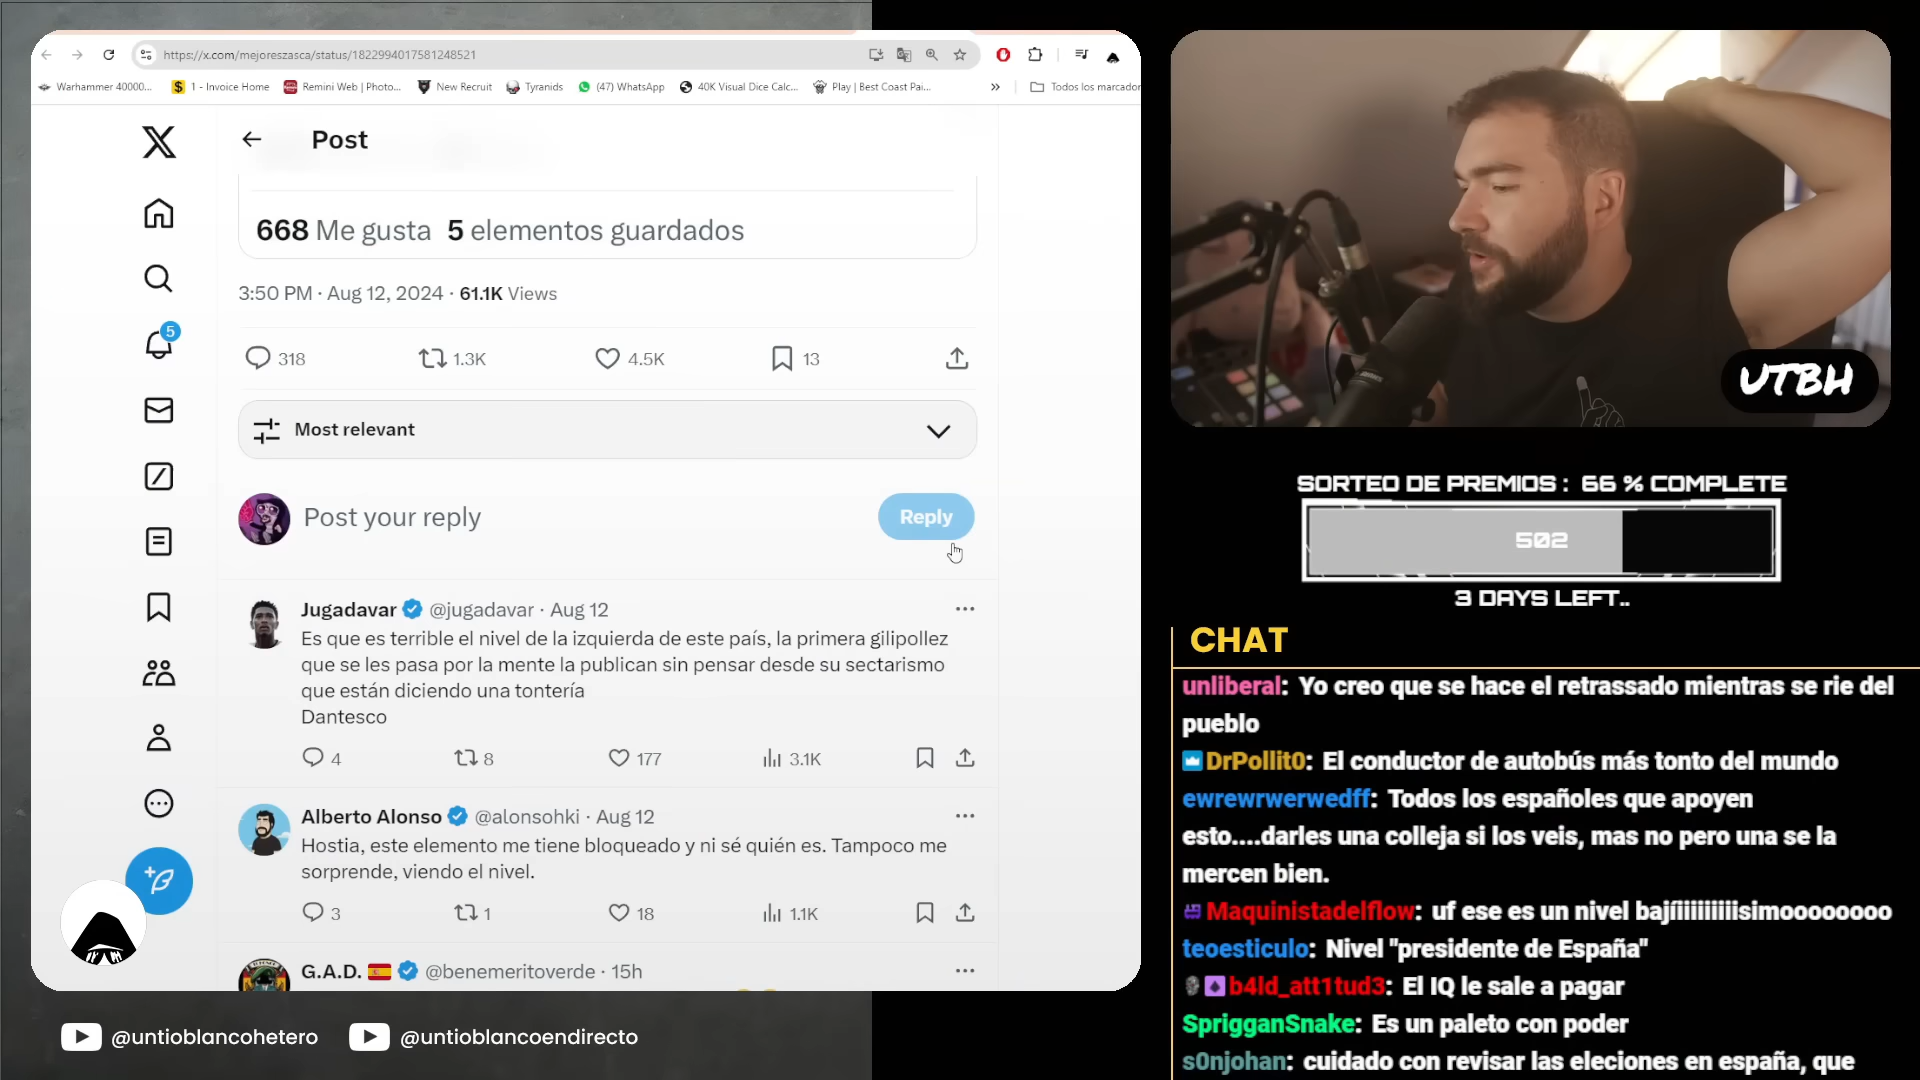 https://x.com/mejoreszasca/status/1822994017581248521
Warhammer 40000...
1 - Invoice Home
Remini Web | Photo...
New Recruit
Tyranids
(47) WhatsApp
40K Visual Dice Calc...
Play | Best Coast Pai...
»
Todos los marcador
Post
668 Me gusta 5 elementos guardados
3:50 PM · Aug 12, 2024 · 61.1K Views
318
1.3K
4.5K
13
Most relevant
5
Post your reply
Reply
Jugadavar @jugadavar · Aug 12
Es que es terrible el nivel de la izquierda de este país, la primera gilipollez
que se les pasa por la mente la publican sin pensar desde su sectarismo
que están diciendo una tontería
Dantesco
4
8
177
3.1K
Alberto Alonso @alonsohki · Aug 12
Hostia, este elemento me tiene bloqueado y ni sé quién es. Tampoco me
sorprende, viendo el nivel.
3
1
18
1.1K
G.A.D. @benemeritoverde · 15h
@untioblancohetero
@untioblancoendirecto
UTBH
SORTEO DE PREMIOS : 66 % COMPLETE
502
3 DAYS LEFT..
CHAT
unliberal: Yo creo que se hace el retrassado mientras se rie del
pueblo
DrPollit0: El conductor de autobús más tonto del mundo
ewrewrwerwedff: Todos los españoles que apoyen
esto....darles una colleja si los veis, mas no pero una se la
mercen bien.
Maquinistadelflow: uf ese es un nivel bajíiiiiiiiiisimoooooooo
teoesticulo: Nivel "presidente de España"
b4ld_att1tud3: El IQ le sale a pagar
SprigganSnake: Es un paleto con poder
s0njohan: cuidado con revisar las eleciones en españa, que